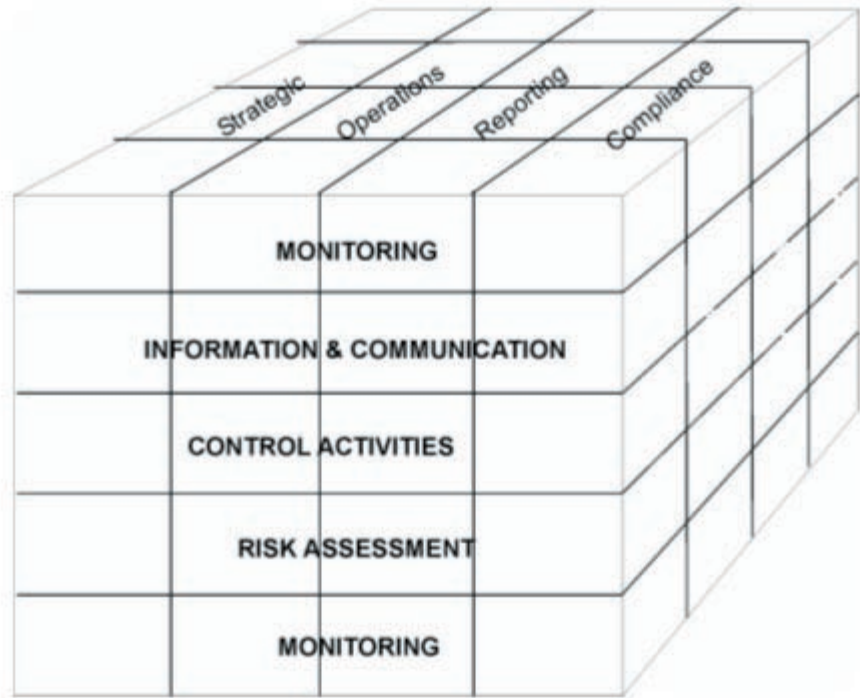 Strategic
Operations
Reporting
Compliance
MONITORING
INFORMATION & COMMUNICATION
CONTROL ACTIVITIES
RISK ASSESSMENT
MONITORING